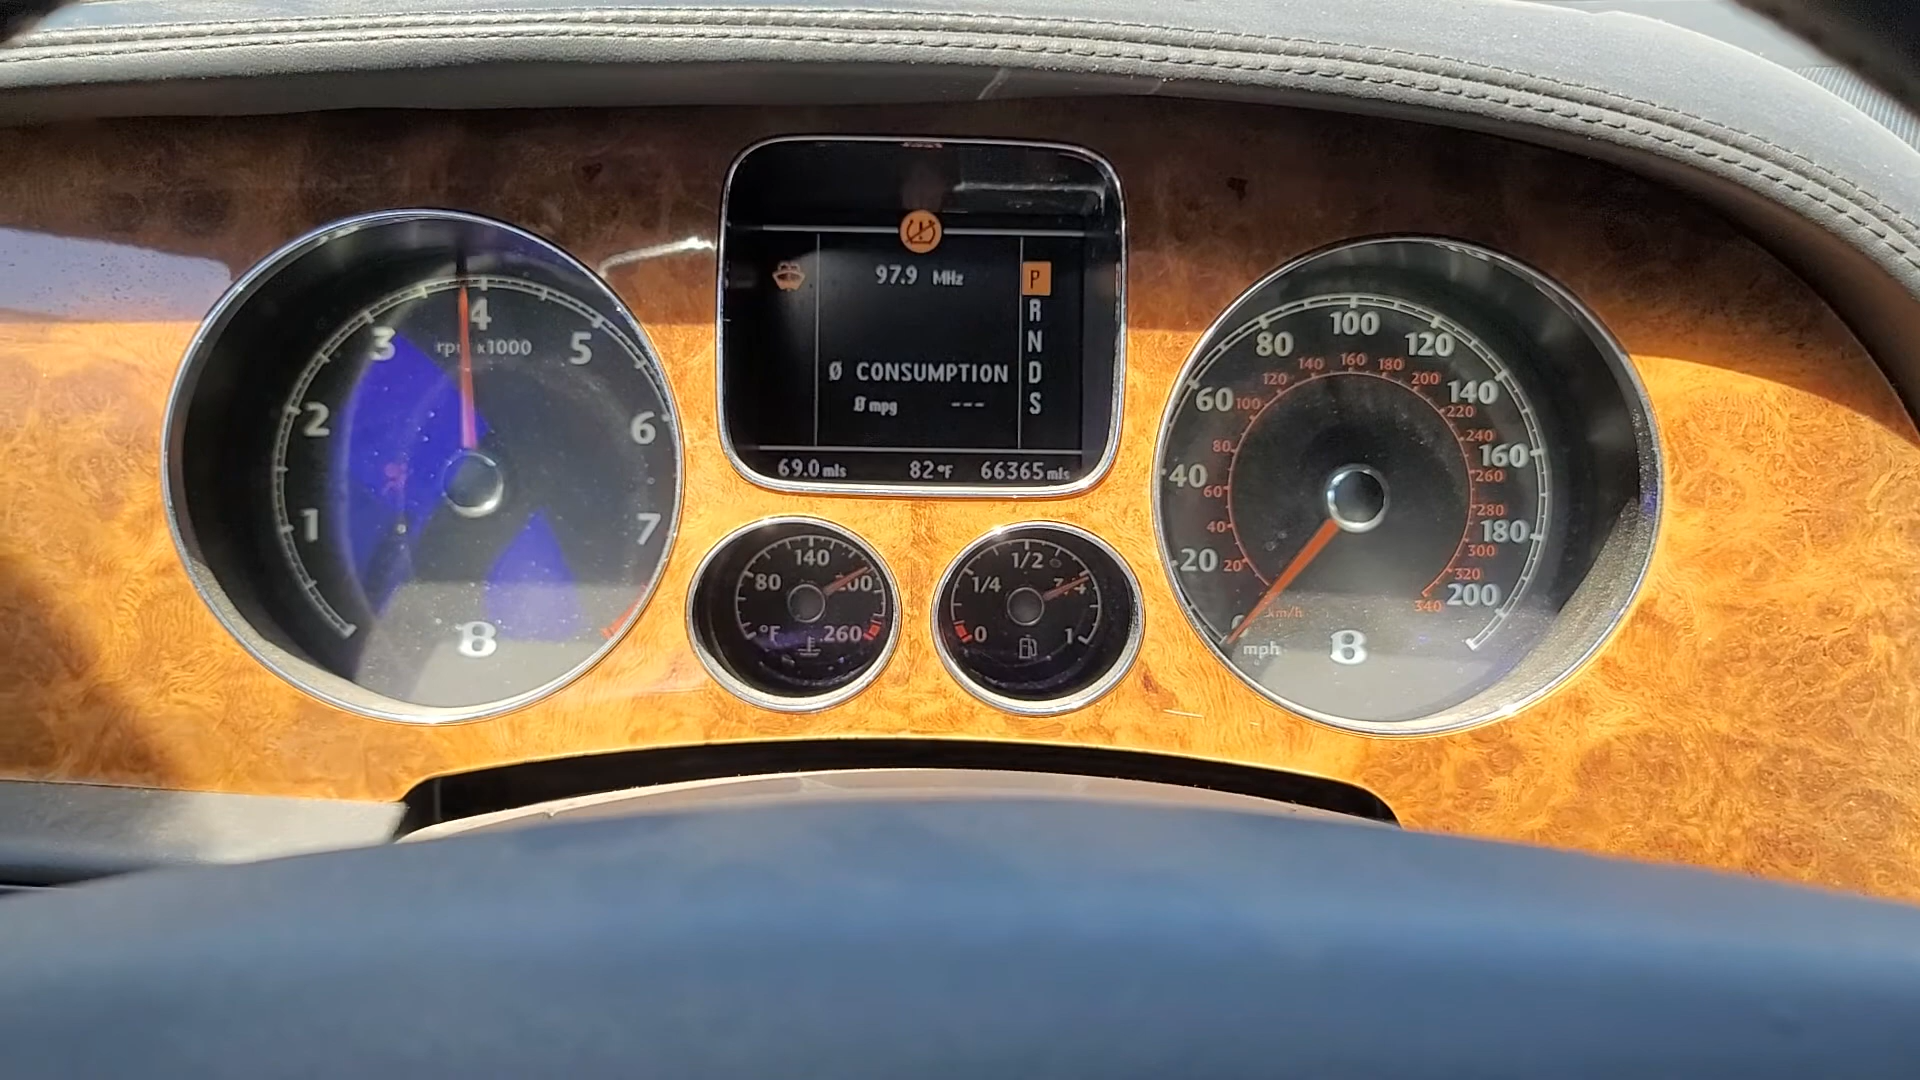 97.9 MHz
P
R
N
D
S
Ø CONSUMPTION
Ø mpg ---
69.0 mls 82°F 66365 mls
1
2
3
4
5
6
7
x1000
B
80
140
260
°F
0
1/4
1/2
1
20
40
60
80
100
120
140
160
180
200
20
40
60
80
100
120
140
160
180
200
220
240
260
280
300
320
340
km/h
mph
B